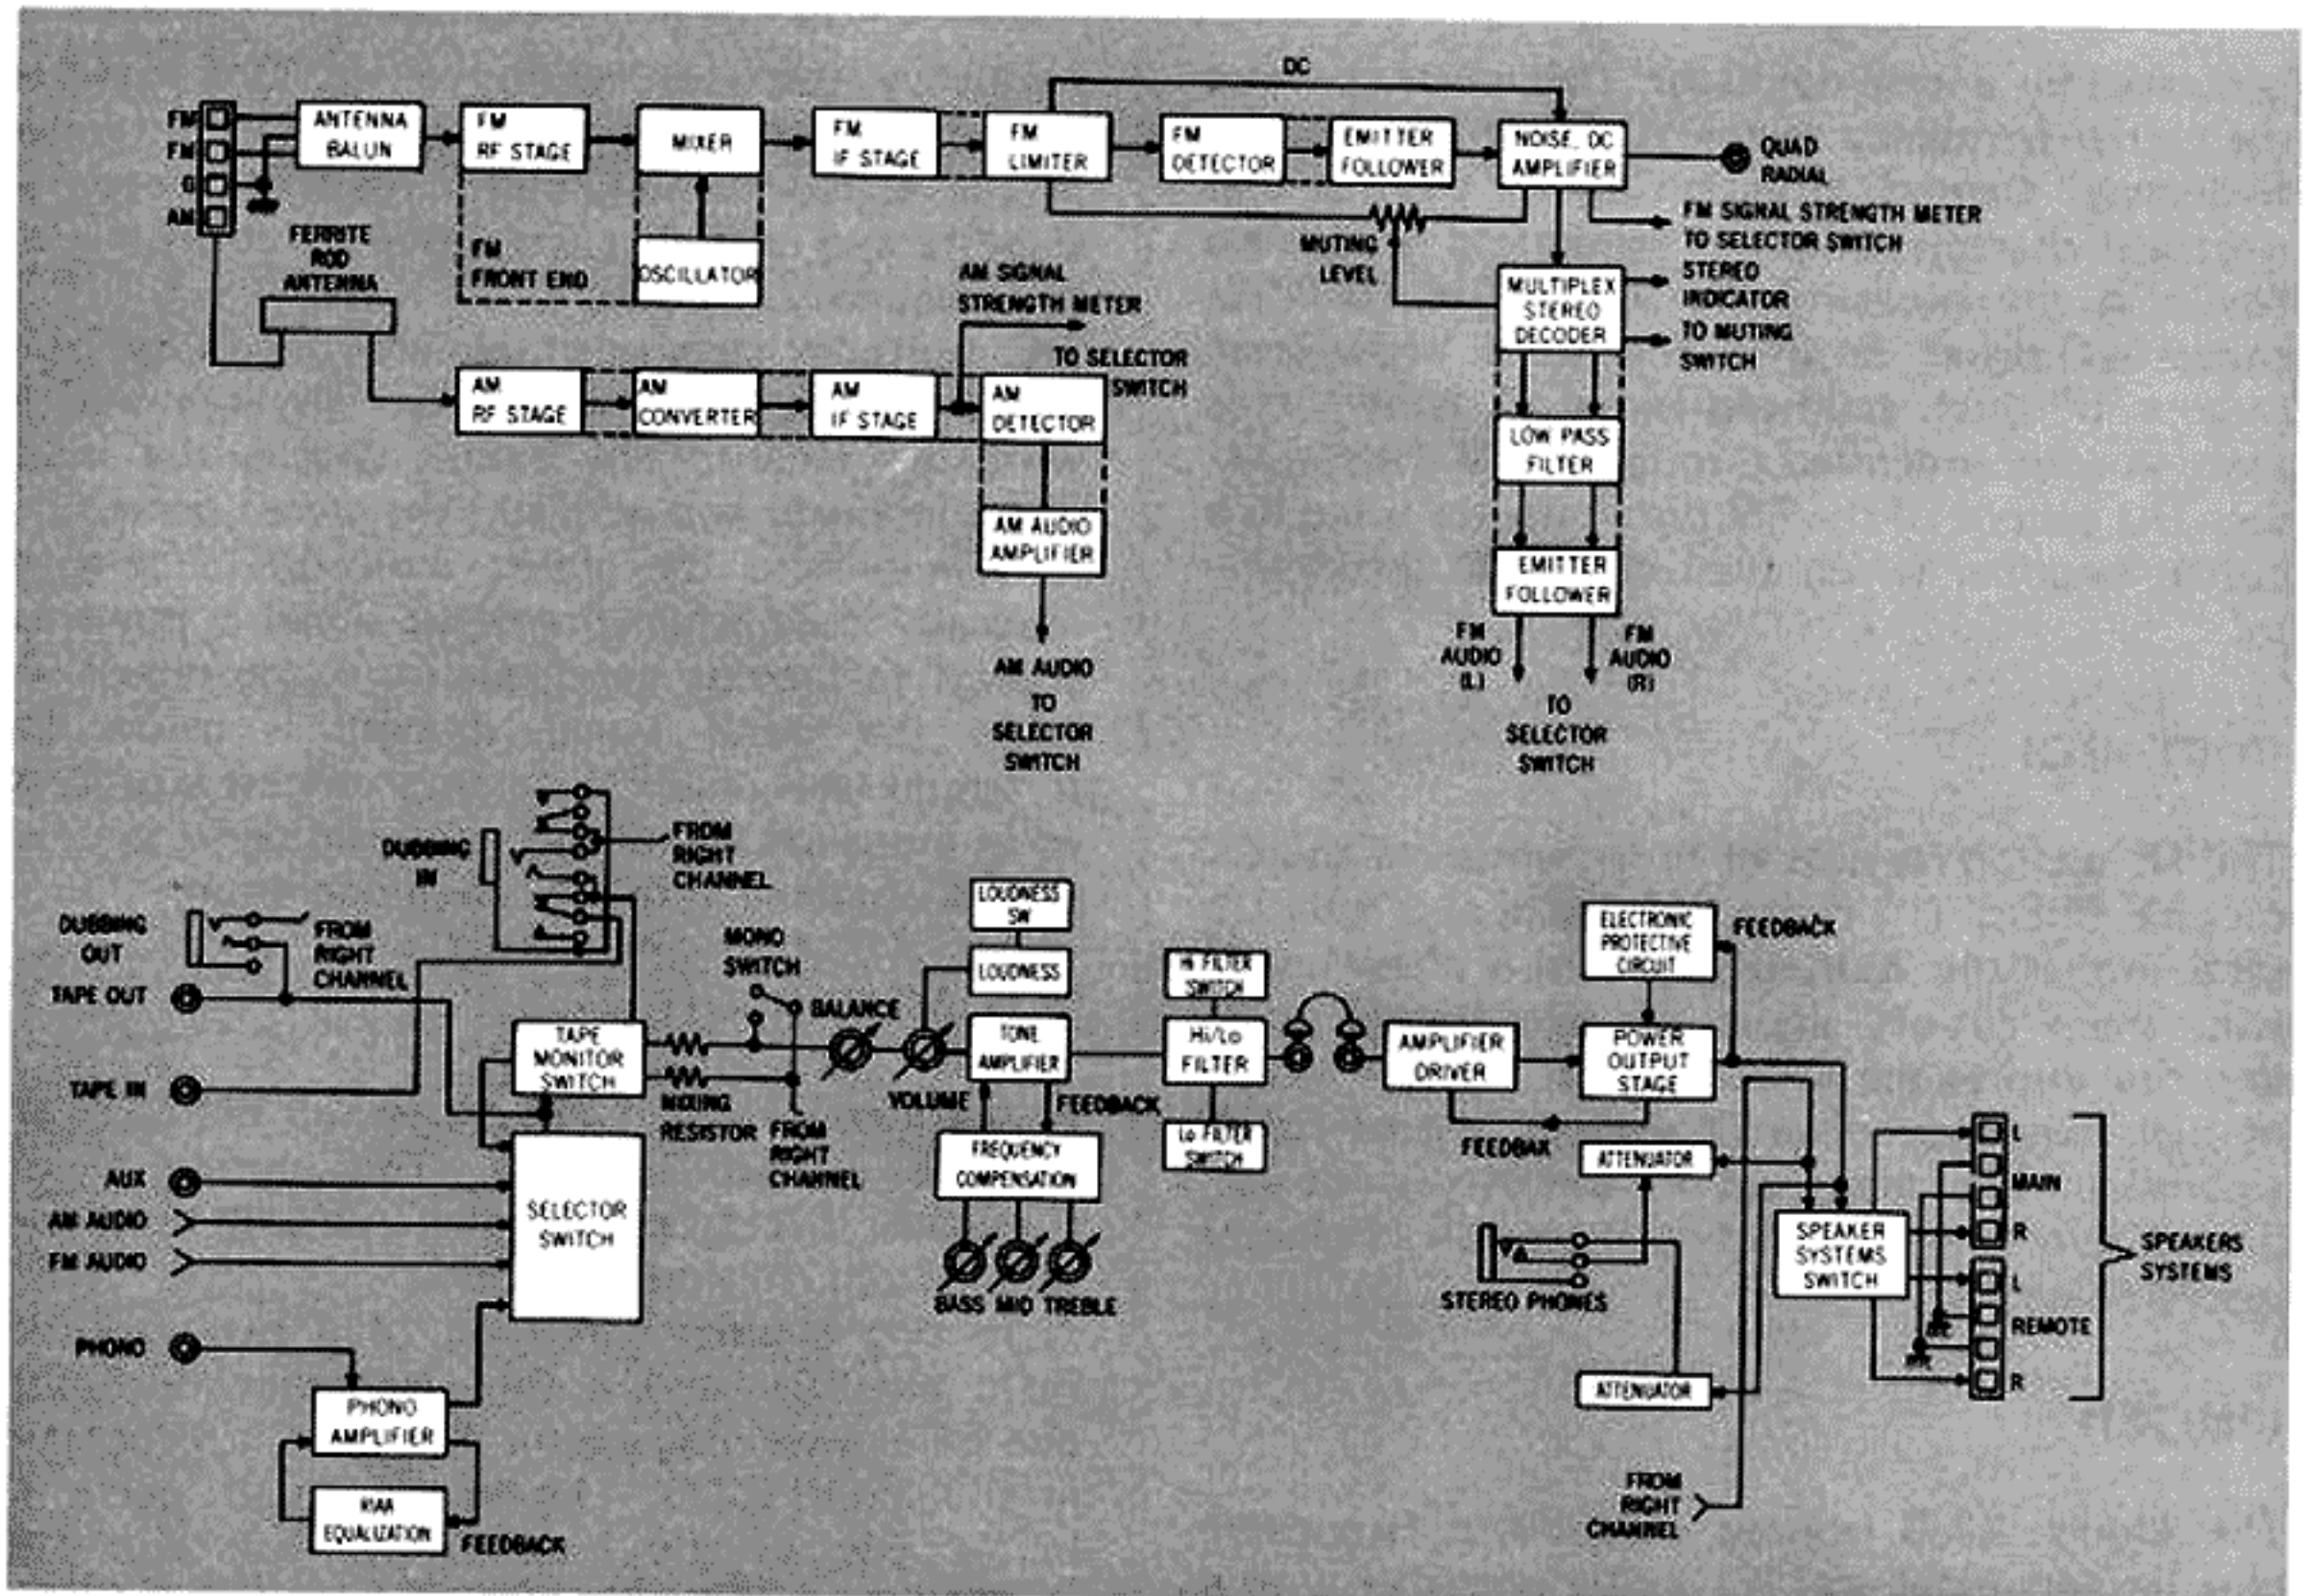 DC
FM
FM
G
AM
ANTENNA
BALUN
FM
RF STAGE
MIXER
FM
IF STAGE
FM
LIMITER
FM
DETECTOR
EMITTER
FOLLOWER
NOISE, DC
AMPLIFIER
QUAD
RADIAL
FM SIGNAL STRENGTH METER
TO SELECTOR SWITCH
FERRITE
ROD
ANTENNA
FM
FRONT END
OSCILLATOR
AM SIGNAL
STRENGTH METER
TO SELECTOR
SWITCH
MUTING
LEVEL
MULTIPLEX
STEREO
DECODER
STEREO
INDICATOR
TO MUTING
SWITCH
AM
RF STAGE
AM
CONVERTER
AM
IF STAGE
AM
DETECTOR
LOW PASS
FILTER
AM AUDIO
AMPLIFIER
EMITTER
FOLLOWER
AM AUDIO
TO
SELECTOR
SWITCH
FM
AUDIO
(L)
FM
AUDIO
(R)
TO
SELECTOR
SWITCH
DUBBING
IN
FROM
RIGHT
CHANNEL
DUBBING
OUT
FROM
RIGHT
CHANNEL
TAPE OUT
TAPE IN
TAPE
MONITOR
SWITCH
MONO
SWITCH
BALANCE
MIXING
RESISTOR
FROM
RIGHT
CHANNEL
LOUDNESS
SW
LOUDNESS
TONE
AMPLIFIER
VOLUME
FEEDBACK
FREQUENCY
COMPENSATION
BASS MID TREBLE
Hi FILTER
SWITCH
Hi/Lo
FILTER
Lo FILTER
SWITCH
AMPLIFIER
DRIVER
ELECTRONIC
PROTECTIVE
CIRCUIT
FEEDBACK
POWER
OUTPUT
STAGE
FEEDBAK
ATTENUATOR
STEREO PHONES
ATTENUATOR
SPEAKER
SYSTEMS
SWITCH
L
MAIN
R
L
REMOTE
R
SPEAKERS
SYSTEMS
FROM
RIGHT
CHANNEL
AUX
AM AUDIO
FM AUDIO
SELECTOR
SWITCH
PHONO
PHONO
AMPLIFIER
RIAA
EQUALIZATION
FEEDBACK